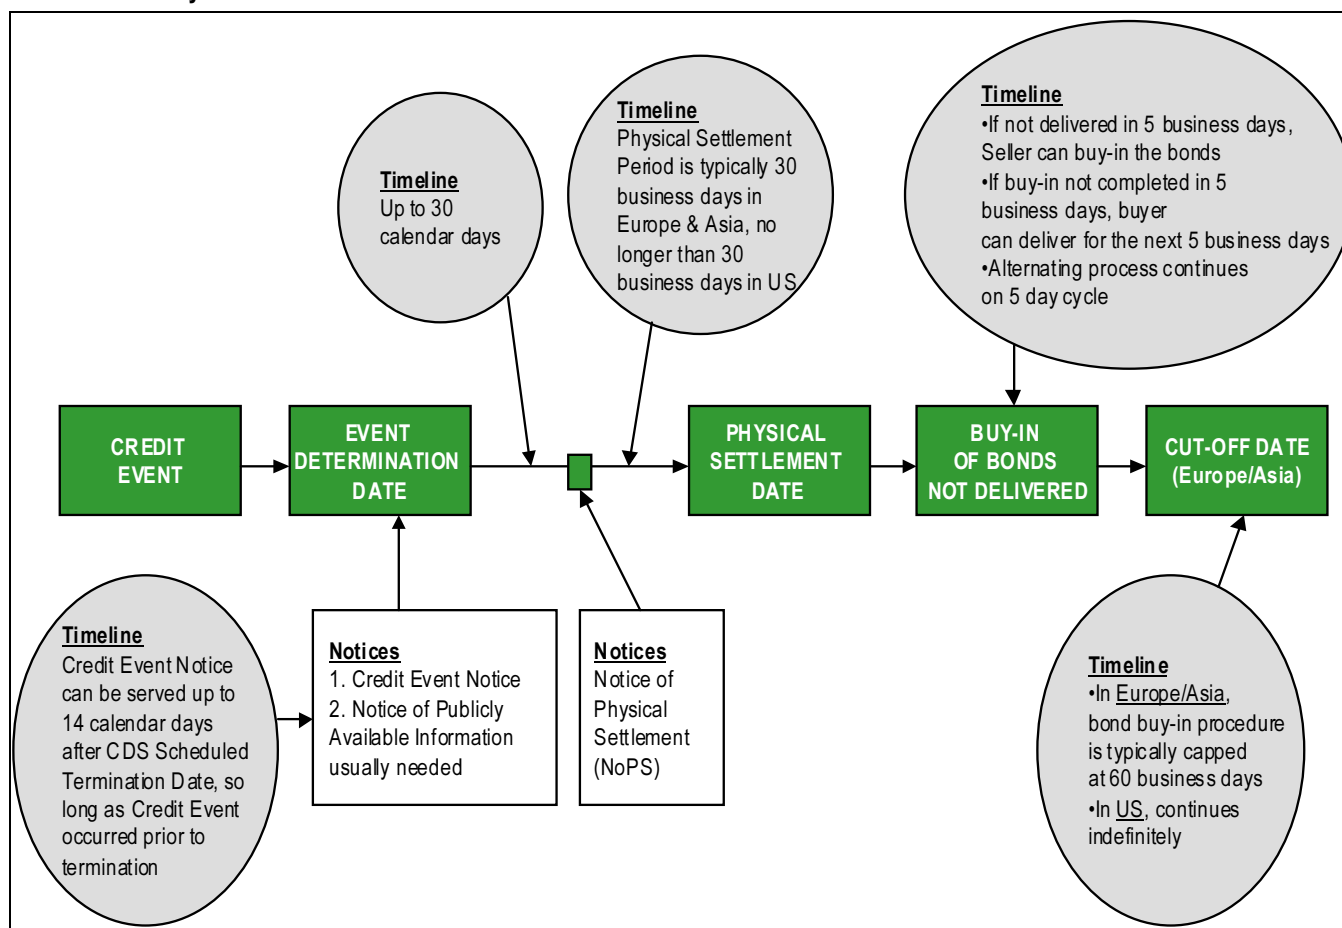 Timeline
Up to 30
calendar days
Timeline
Physical Settlement
Period is typically 30
business days in
Europe & Asia, no
longer than 30
business days in US
Timeline
•If not delivered in 5 business days,
Seller can buy-in the bonds
•If buy-in not completed in 5
business days, buyer
can deliver for the next 5 business days
•Alternating process continues
on 5 day cycle
CREDIT
EVENT
EVENT
DETERMINATION
DATE
PHYSICAL
SETTLEMENT
DATE
BUY-IN
OF BONDS
NOT DELIVERED
CUT-OFF DATE
(Europe/Asia)
Timeline
Credit Event Notice
can be served up to
14 calendar days
after CDS Scheduled
Termination Date, so
long as Credit Event
occurred prior to
termination
Notices
1. Credit Event Notice
2. Notice of Publicly
Available Information
usually needed
Notices
Notice of
Physical
Settlement
(NoPS)
Timeline
•In Europe/Asia,
bond buy-in procedure
is typically capped
at 60 business days
•In US, continues
indefinitely